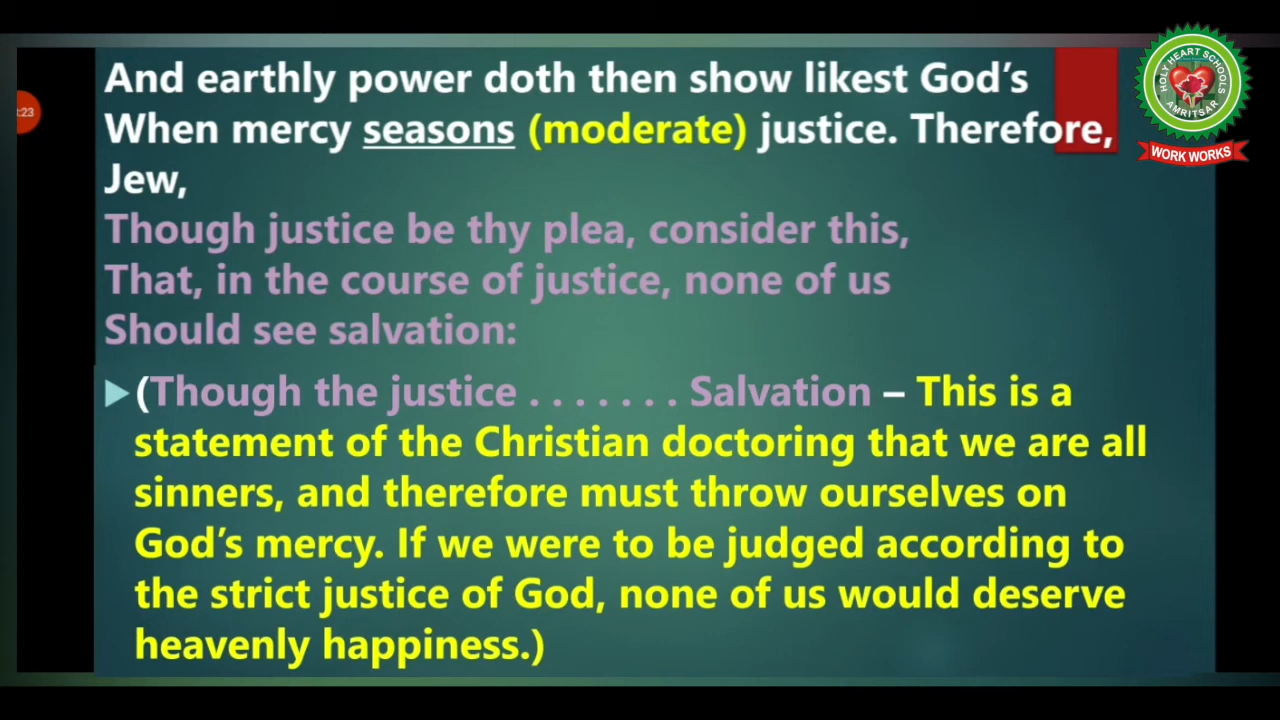 And earthly power doth then show likest God's
When mercy seasons (moderate) justice. Therefore,
Jew,
Though justice be thy plea, consider this,
That, in the course of justice, none of us
Should see salvation:
(Though the justice . . . . . . . Salvation – This is a
statement of the Christian doctoring that we are all
sinners, and therefore must throw ourselves on
God's mercy. If we were to be judged according to
the strict justice of God, none of us would deserve
heavenly happiness.)
:23
HOLY HEART SCHOOLS
AMRITSAR
WORK WORKS